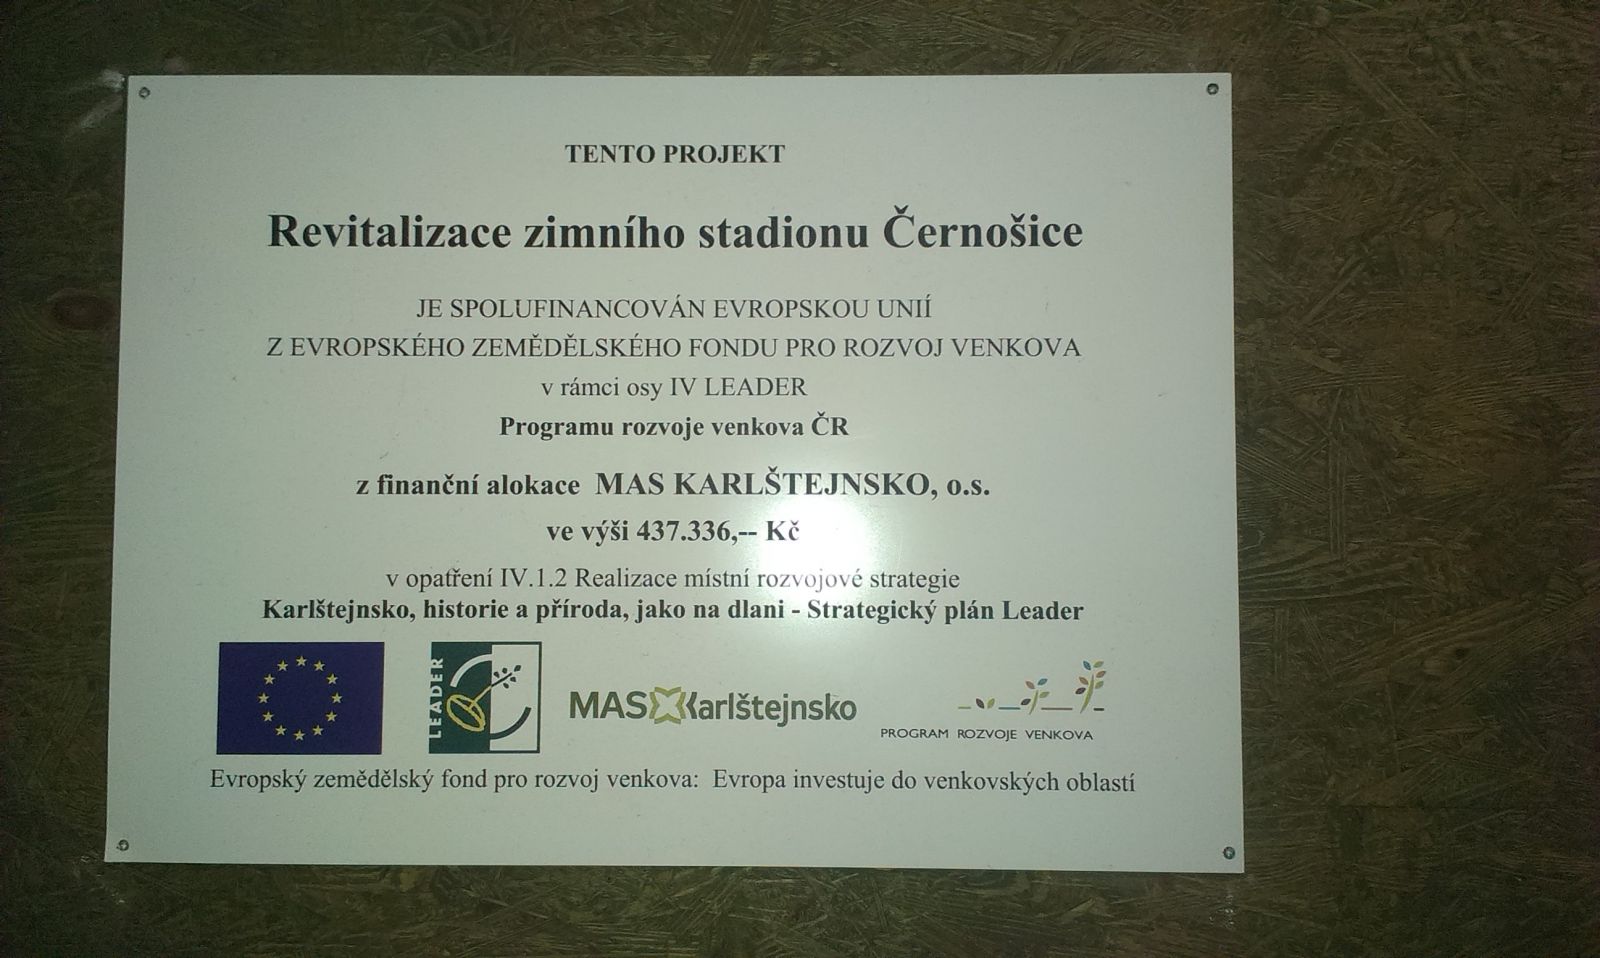 TENTO PROJEKT
Revitalizace zimního stadionu Černošice
JE SPOLUFINANCOVÁN EVROPSKOU UNIÍ
Z EVROPSKÉHO ZEMĚDĚLSKÉHO FONDU PRO ROZVOJ VENKOVA
v rámci osy IV LEADER
Programu rozvoje venkova ČR
z finanční alokace MAS KARLŠTEJNSKO, o.s.
ve výši 437.336,-- Kč
v opatření IV.1.2 Realizace místní rozvojové strategie
Karlštejnsko, historie a příroda, jako na dlani - Strategický plán Leader
LEADER
MAS Karlštejnsko
PROGRAM ROZVOJE VENKOVA
Evropský zemědělský fond pro rozvoj venkova: Evropa investuje do venkovských oblastí